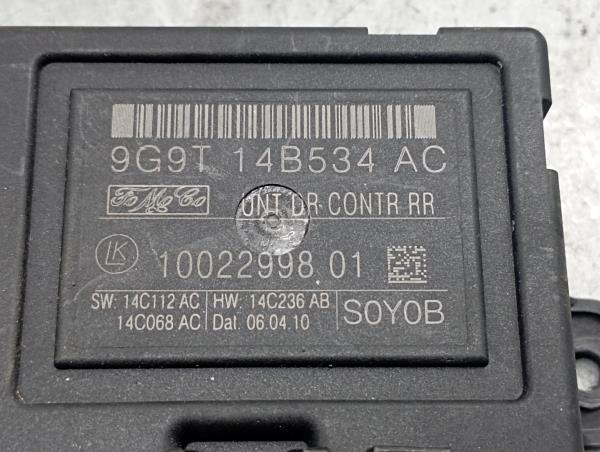 9G9T 14B534 AC
FoMoCo UNT DR CONTR RR
LK 10022998 01
SW: 14C112 AC HW: 14C236 AB
14C068 AC Dat. 06.04.10 S0Y0B